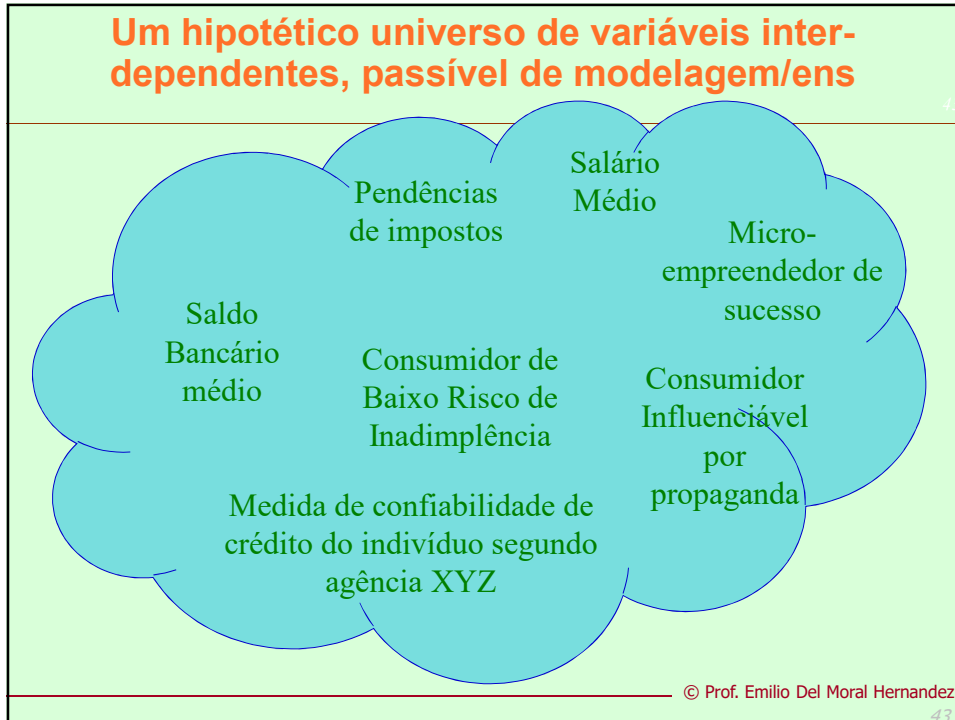 Um hipotético universo de variáveis inter-
dependentes, passível de modelagem/ens
Salário
Médio
Pendências
de impostos
Micro-
empreendedor de
sucesso
Saldo
Bancário
médio
Consumidor de
Baixo Risco de
Inadimplência
Consumidor
Influenciável
por
propaganda
Medida de confiabilidade de
crédito do indivíduo segundo
agência XYZ
© Prof. Emilio Del Moral Hernandez
43